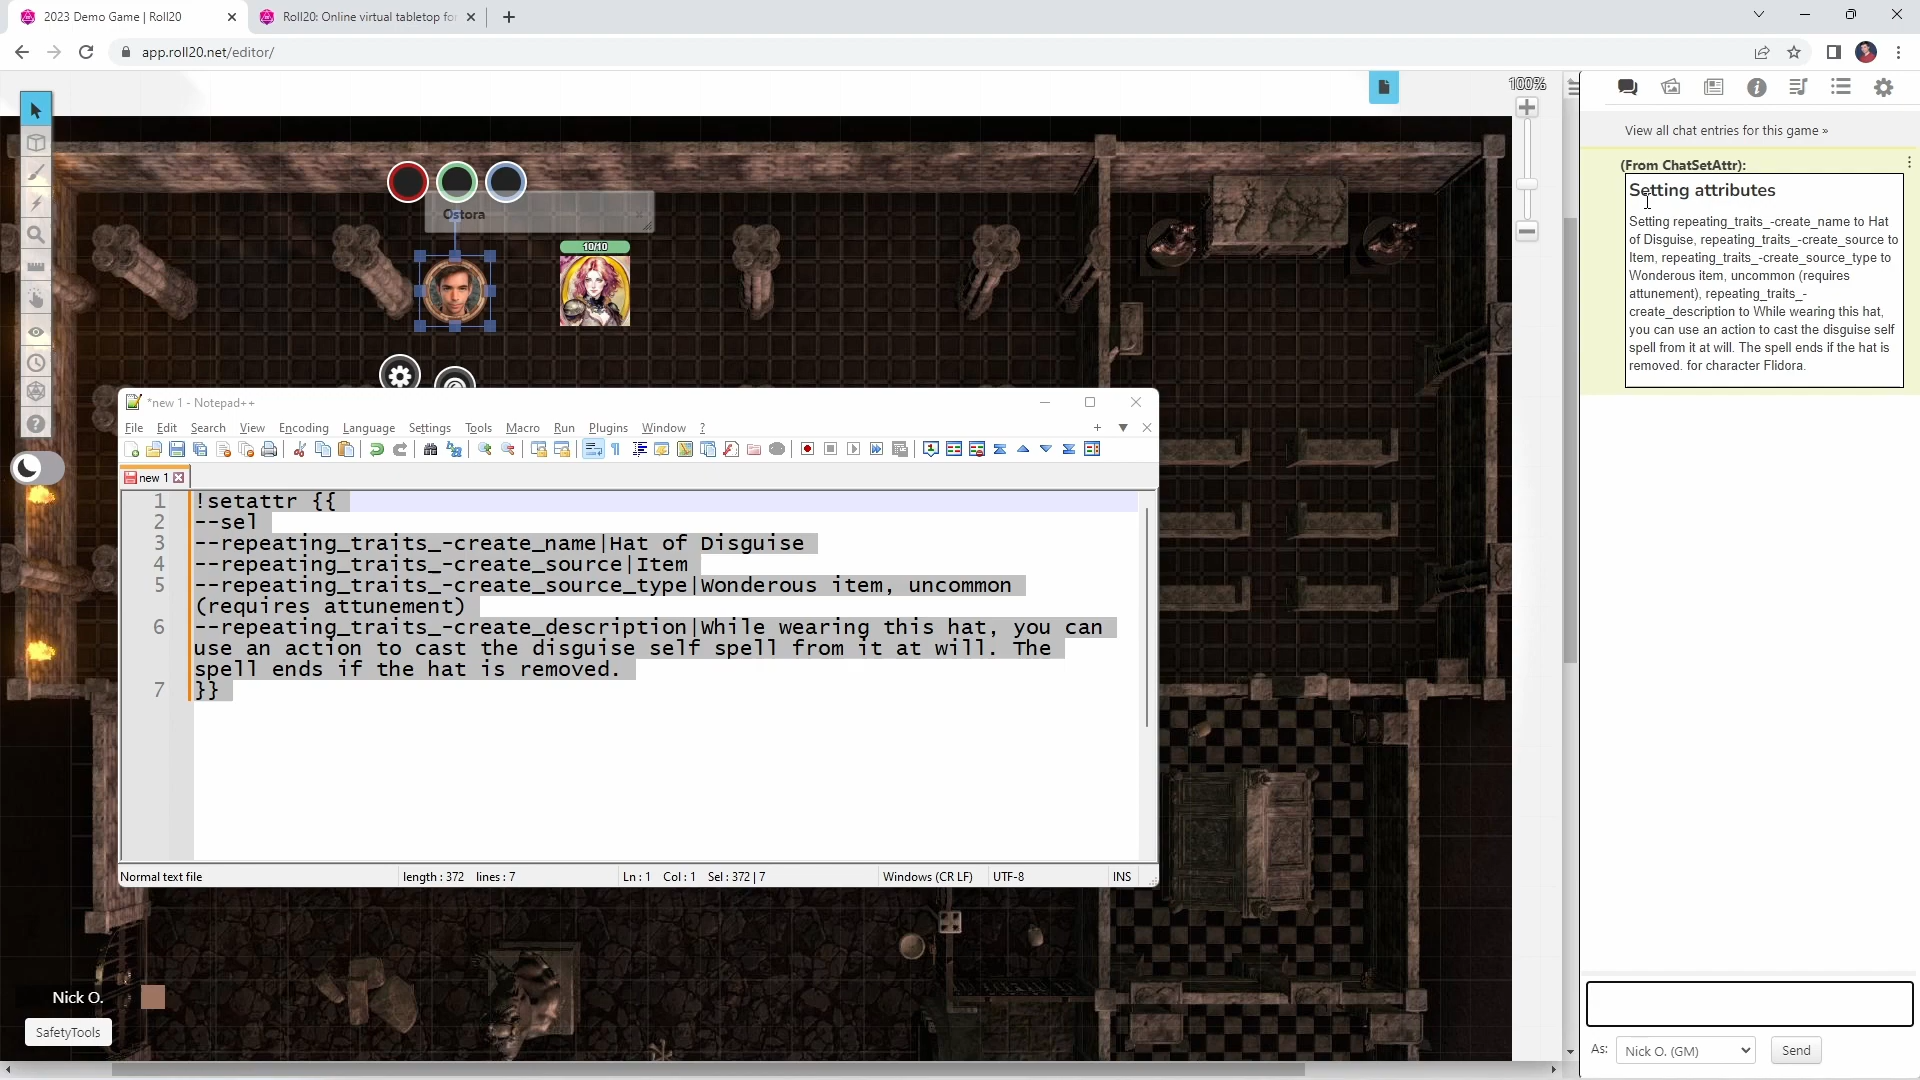 2023 Demo Game | Roll20
Roll20: Online virtual tabletop for
app.roll20.net/editor/
100%
View all chat entries for this game »
(From ChatSetAttr):
Setting attributes
Setting repeating_traits_-create_name to Hat
of Disguise, repeating_traits_-create_source to
Item, repeating_traits_-create_source_type to
Wonderous item, uncommon (requires
attunement), repeating_traits_-
create_description to While wearing this hat,
you can use an action to cast the disguise self
spell from it at will. The spell ends if the hat is
removed. for character Flidora.
Ostora
10/10
*new 1 - Notepad++
File Edit Search View Encoding Language Settings Tools Macro Run Plugins Window ?
new 1
1 !setattr {{
2 --sel
3 --repeating_traits_-create_name|Hat of Disguise
4 --repeating_traits_-create_source|Item
5 --repeating_traits_-create_source_type|Wonderous item, uncommon
(requires attunement)
6 --repeating_traits_-create_description|While wearing this hat, you can
use an action to cast the disguise self spell from it at will. The
spell ends if the hat is removed.
7 }}
Normal text file length : 372 lines : 7 Ln : 1 Col : 1 Sel : 372 | 7 Windows (CR LF) UTF-8 INS
Nick O.
SafetyTools
As: Nick O. (GM) Send